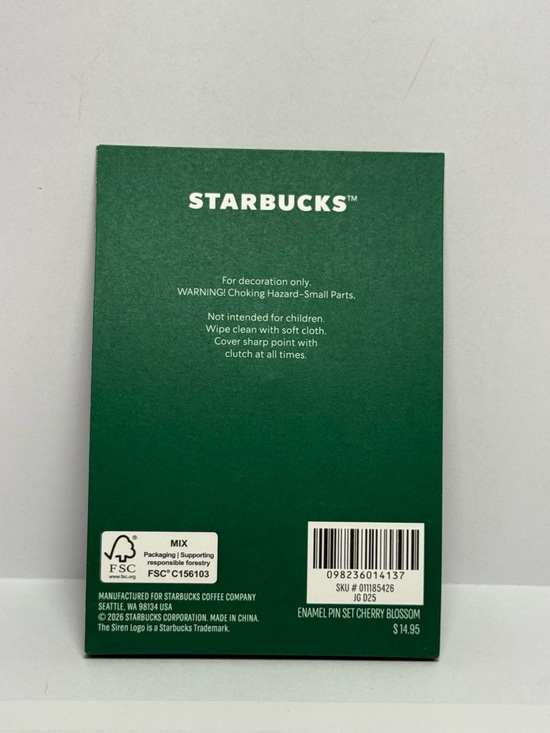 STARBUCKS™
For decoration only.
WARNING! Choking Hazard–Small Parts.
Not intended for children.
Wipe clean with soft cloth.
Cover sharp point with
clutch at all times.
FSC
www.fsc.org
MIX
Packaging | Supporting
responsible forestry
FSC® C156103
MANUFACTURED FOR STARBUCKS COFFEE COMPANY
SEATTLE, WA 98134 USA
© 2026 STARBUCKS CORPORATION. MADE IN CHINA.
The Siren Logo is a Starbucks Trademark.
098236014137
SKU # 011185426
JG D25
ENAMEL PIN SET CHERRY BLOSSOM
$14.95